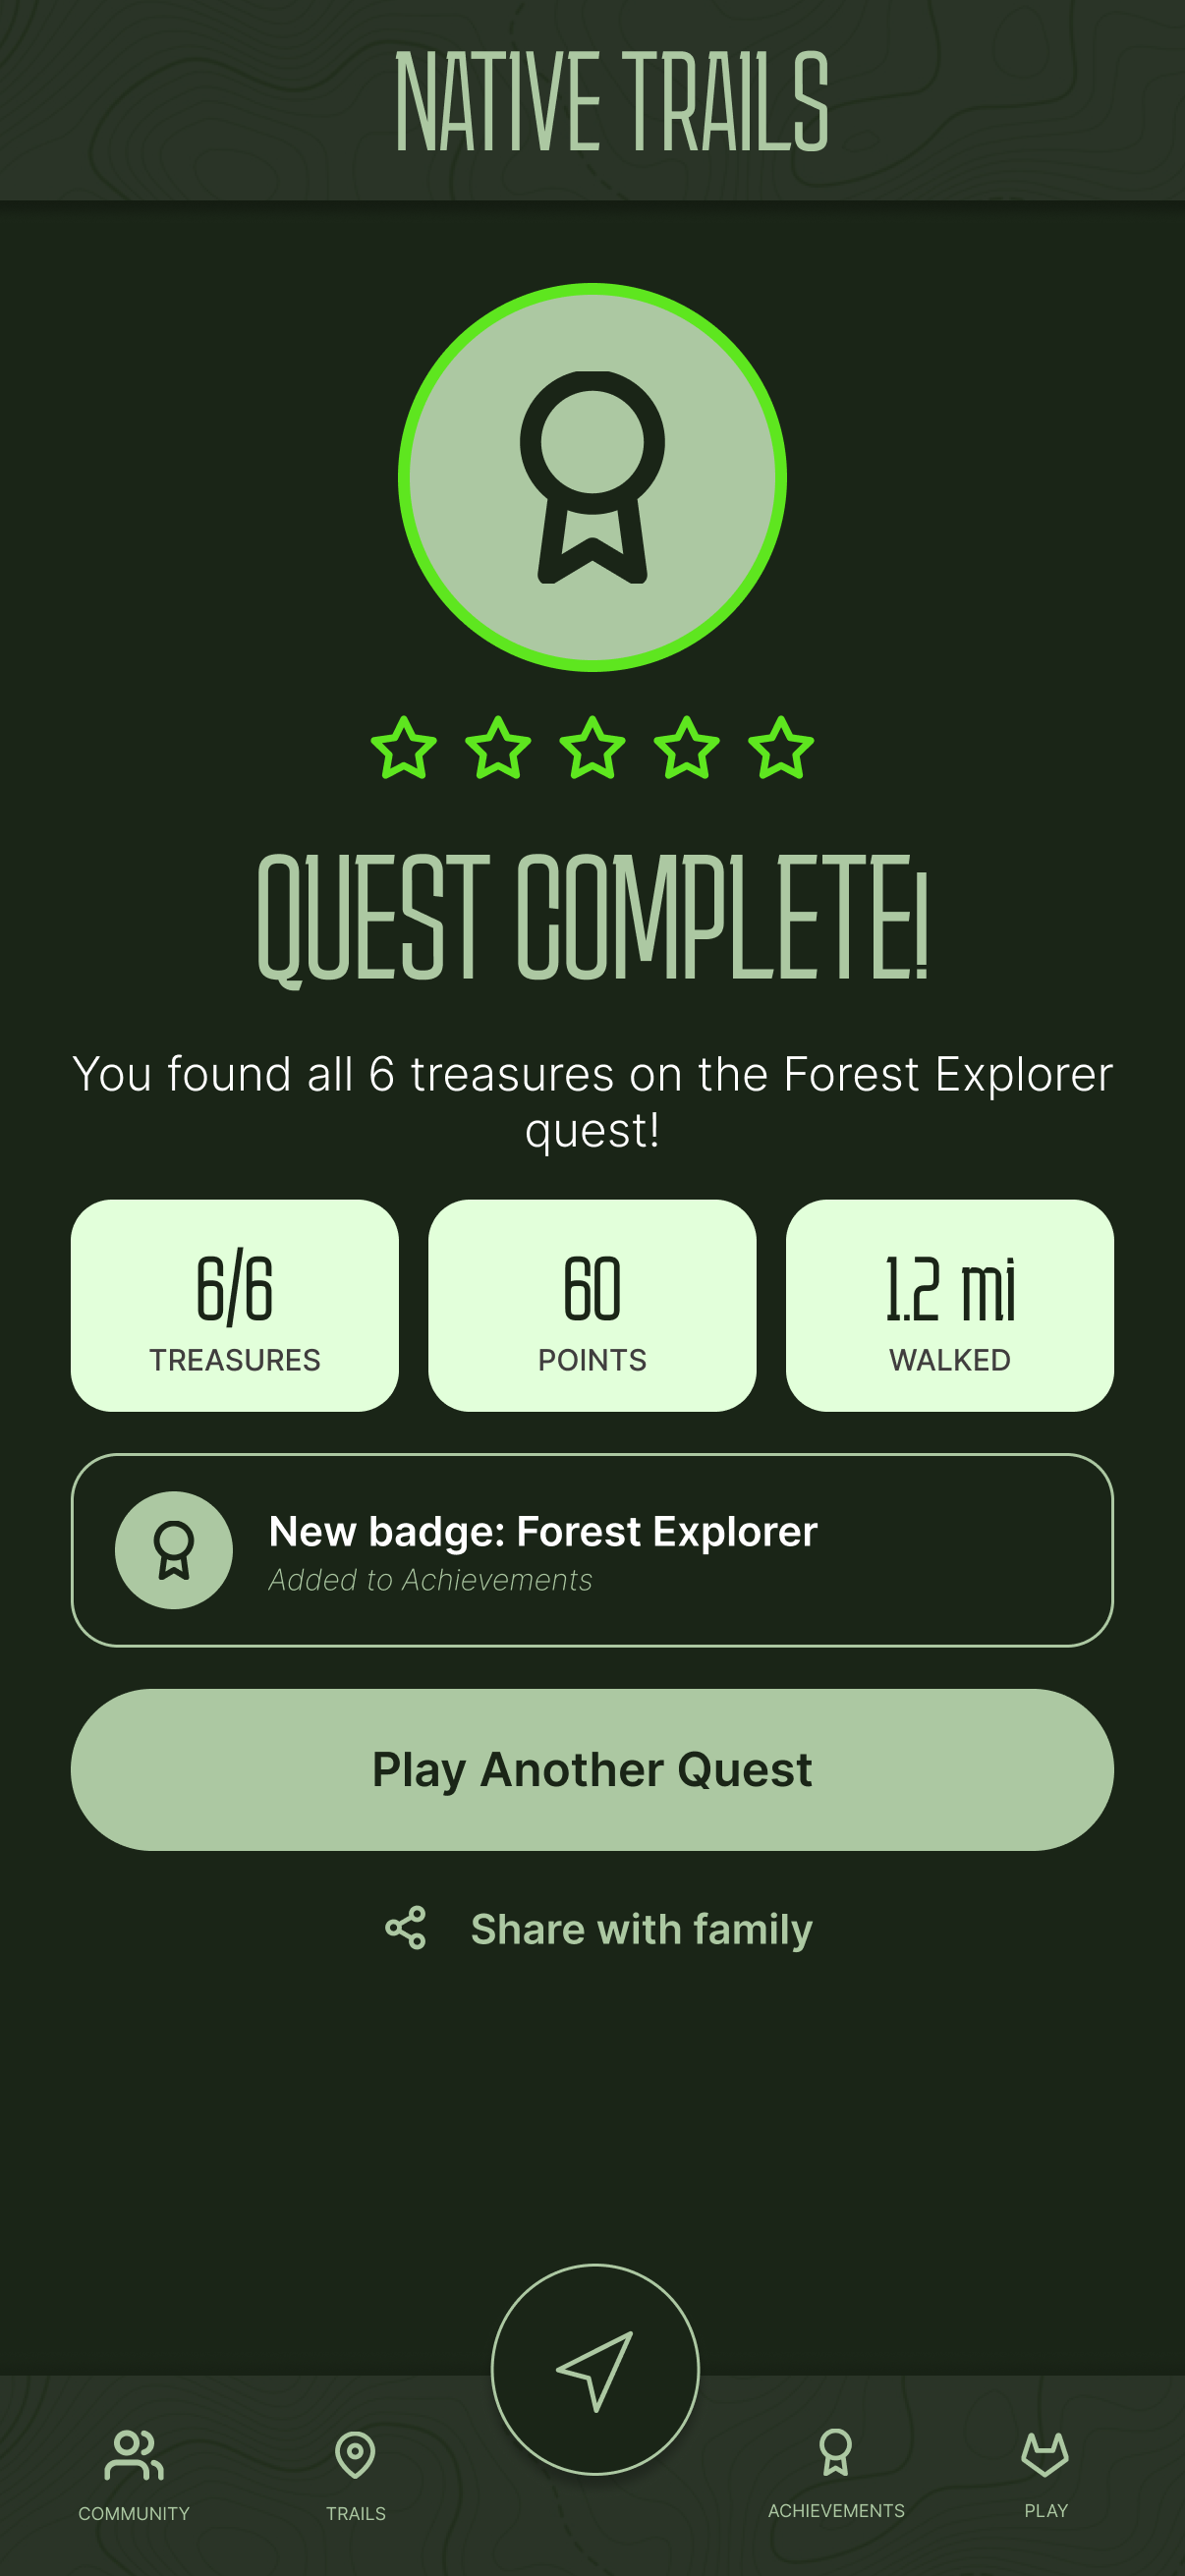 NATIVE TRAILS
QUEST COMPLETE!
You found all 6 treasures on the Forest Explorer
quest!
6/6
TREASURES
60
POINTS
1.2 mi
WALKED
New badge: Forest Explorer
Added to Achievements
Play Another Quest
Share with family
COMMUNITY
TRAILS
ACHIEVEMENTS
PLAY